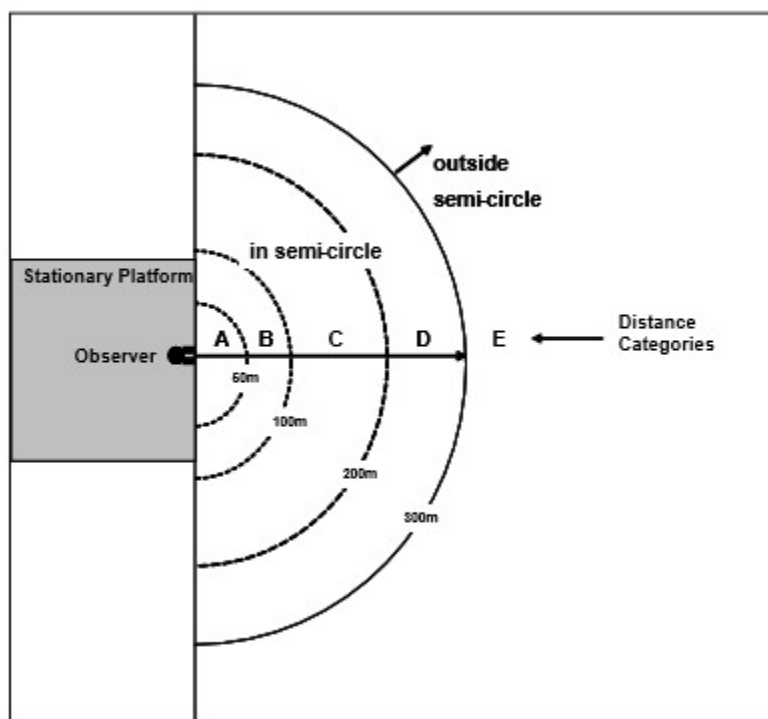 outside
semi-circle
in semi-circle
Stationary Platform
Observer
A B C D E
Distance
Categories
50m
100m
200m
300m